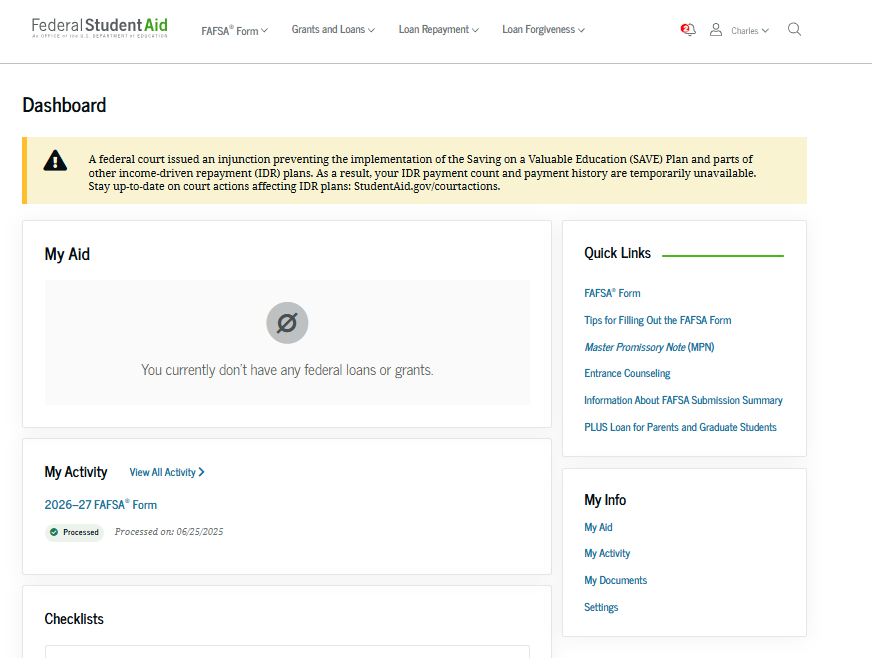 Federal Student Aid
An OFFICE of the U.S. DEPARTMENT of EDUCATION
FAFSA® Form
Grants and Loans
Loan Repayment
Loan Forgiveness
2
Charles
Dashboard
A federal court issued an injunction preventing the implementation of the Saving on a Valuable Education (SAVE) Plan and parts of
other income-driven repayment (IDR) plans. As a result, your IDR payment count and payment history are temporarily unavailable.
Stay up-to-date on court actions affecting IDR plans: StudentAid.gov/courtactions.
My Aid
You currently don't have any federal loans or grants.
My Activity
View All Activity
2026–27 FAFSA® Form
Processed
Processed on: 06/25/2025
Checklists
Quick Links
FAFSA® Form
Tips for Filling Out the FAFSA Form
Master Promissory Note (MPN)
Entrance Counseling
Information About FAFSA Submission Summary
PLUS Loan for Parents and Graduate Students
My Info
My Aid
My Activity
My Documents
Settings